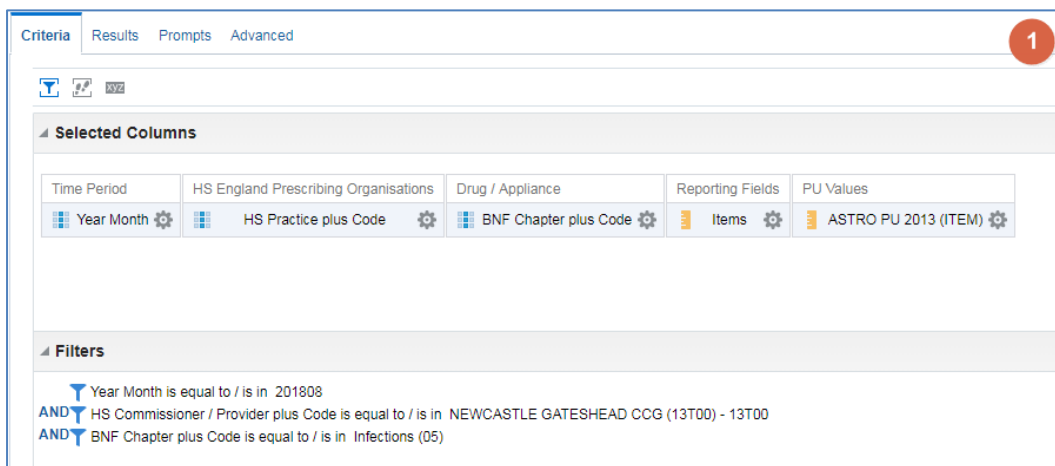 Criteria Results Prompts Advanced
1
xyz
Selected Columns
Time Period HS England Prescribing Organisations Drug / Appliance Reporting Fields PU Values
Year Month HS Practice plus Code BNF Chapter plus Code Items ASTRO PU 2013 (ITEM)
Filters
Year Month is equal to / is in 201808
AND HS Commissioner / Provider plus Code is equal to / is in NEWCASTLE GATESHEAD CCG (13T00) - 13T00
AND BNF Chapter plus Code is equal to / is in Infections (05)